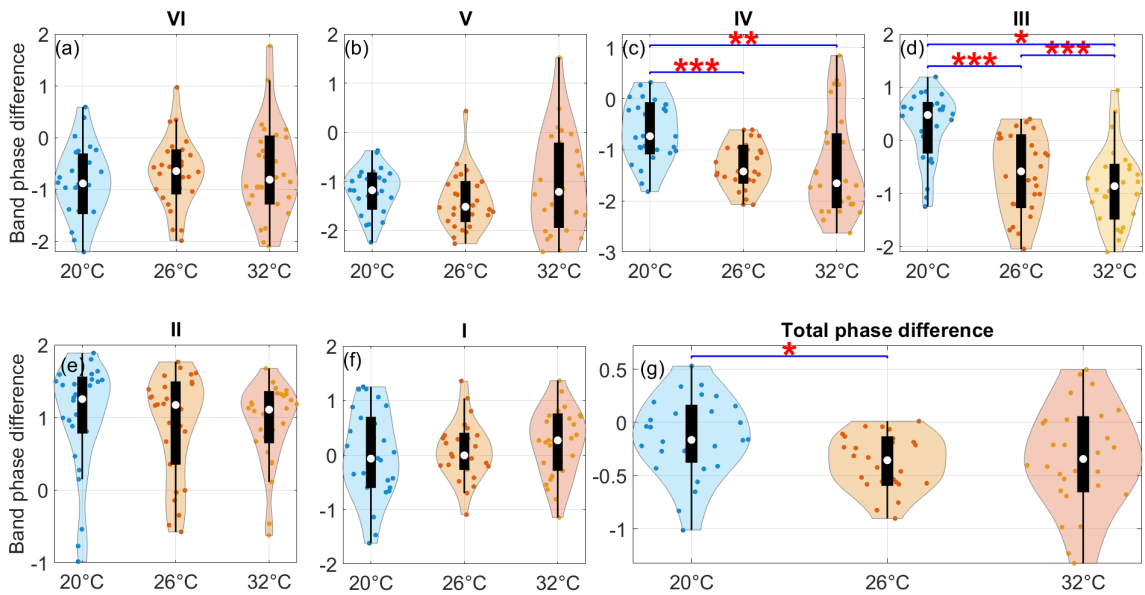 VI
V
IV
III
(a)
(b)
(c)
(d)
**
***
*
***
***
Band phase difference
2
1
0
-1
-2
20°C 26°C 32°C
2
1
0
-1
-2
20°C 26°C 32°C
1
0
-1
-2
-3
20°C 26°C 32°C
2
1
0
-1
-2
20°C 26°C 32°C
II
I
Total phase difference
(e)
(f)
(g)
*
Band phase difference
2
1
0
-1
20°C 26°C 32°C
2
1
0
-1
-2
20°C 26°C 32°C
0.5
0
-0.5
-1
20°C 26°C 32°C